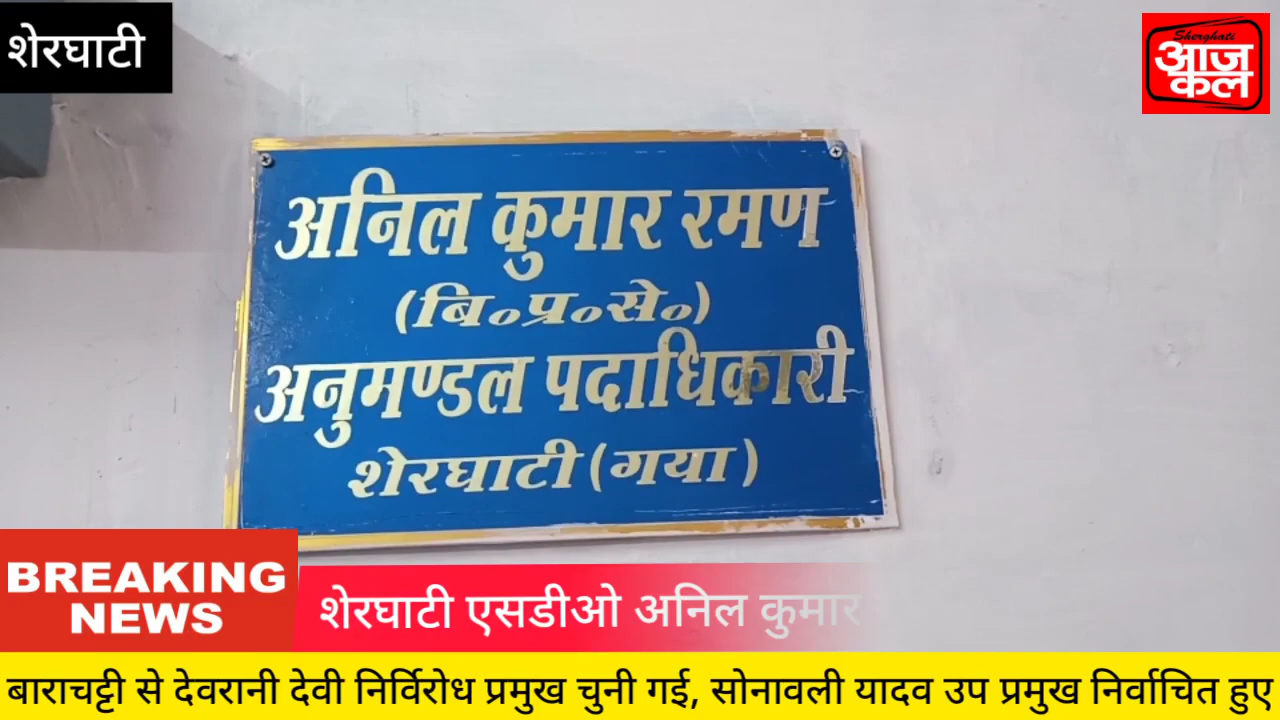 शेरघाटी
Sherghati
आज
कल
अनिल कुमार रमण
(बि०प्र०से०)
अनुमण्डल पदाधिकारी
शेरघाटी (गया)
BREAKING
NEWS
शेरघाटी एसडीओ अनिल कुमार
बाराचट्टी से देवरानी देवी निर्विरोध प्रमुख चुनी गई, सोनावली यादव उप प्रमुख निर्वाचित हुए